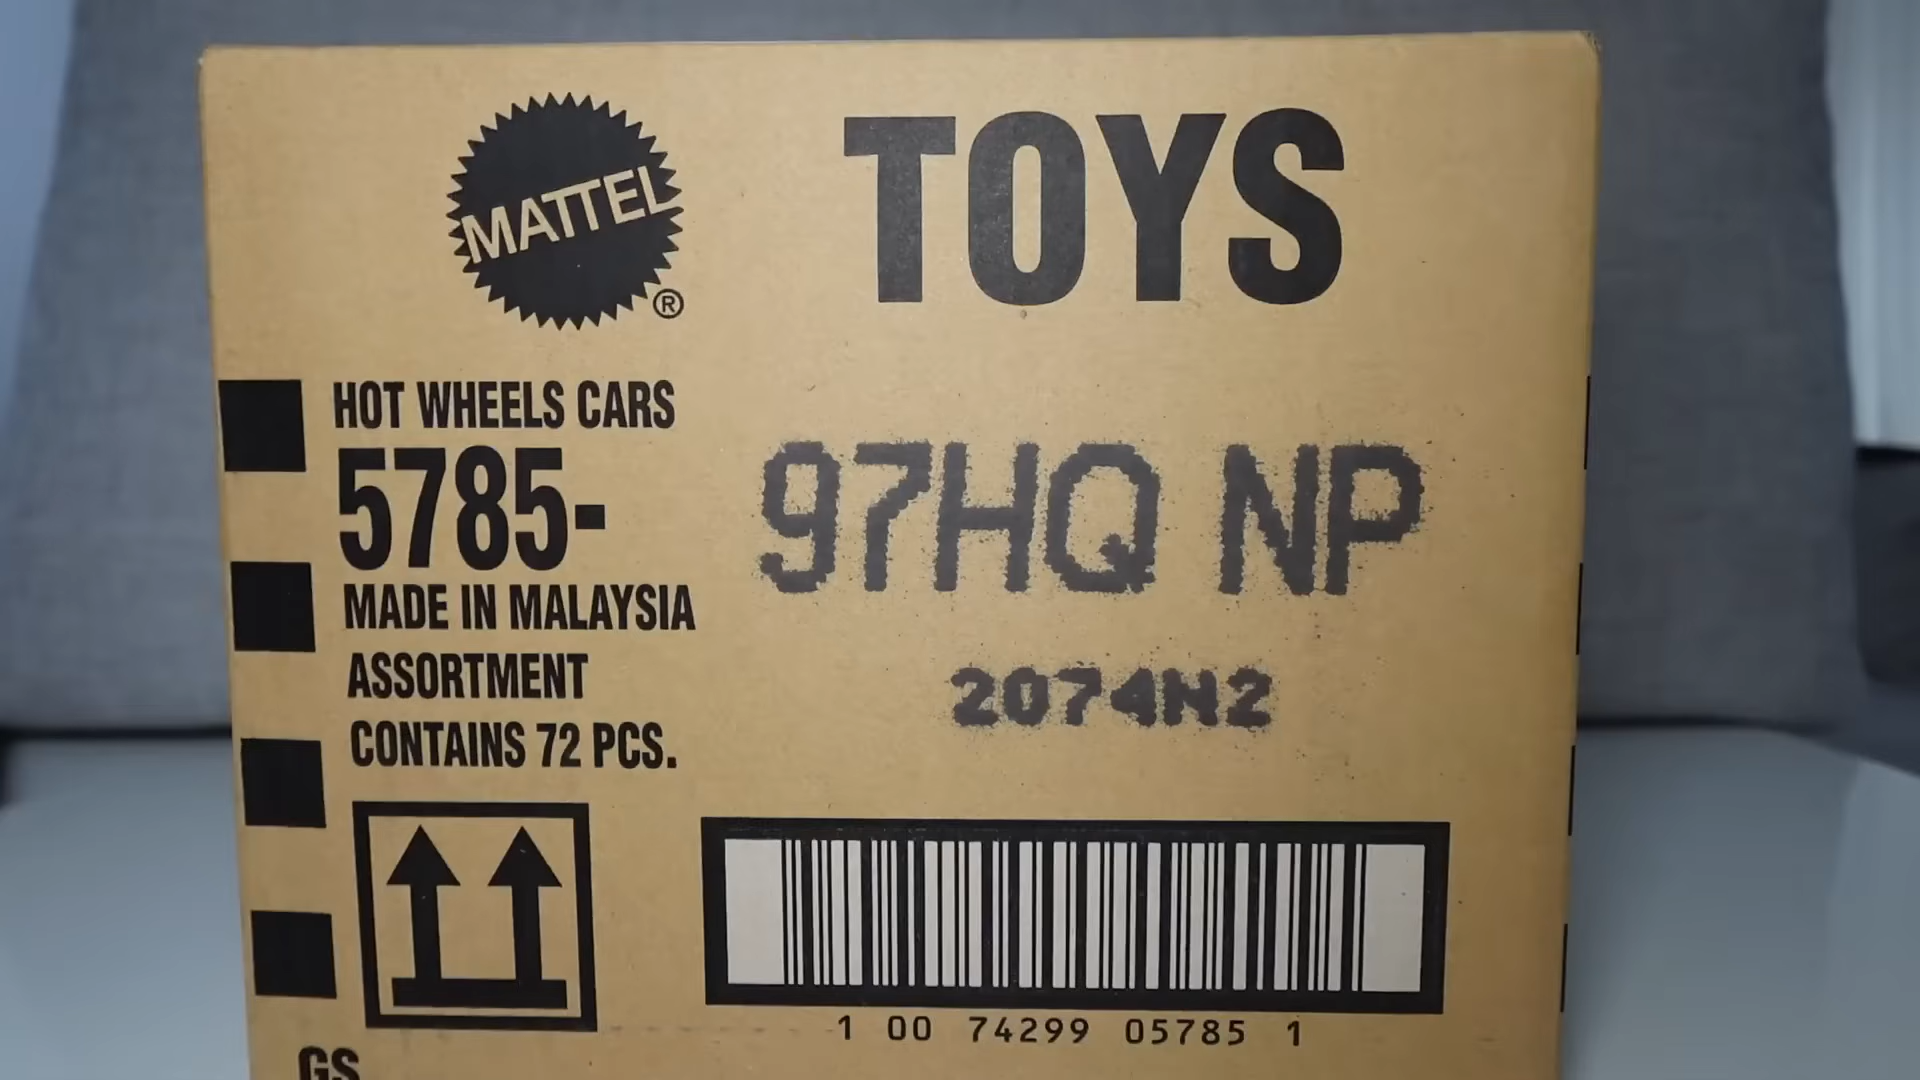 MATTEL
®
TOYS
HOT WHEELS CARS
5785-
97HQ NP
MADE IN MALAYSIA
ASSORTMENT
2074N2
CONTAINS 72 PCS.
1 00 74299 05785 1
GS